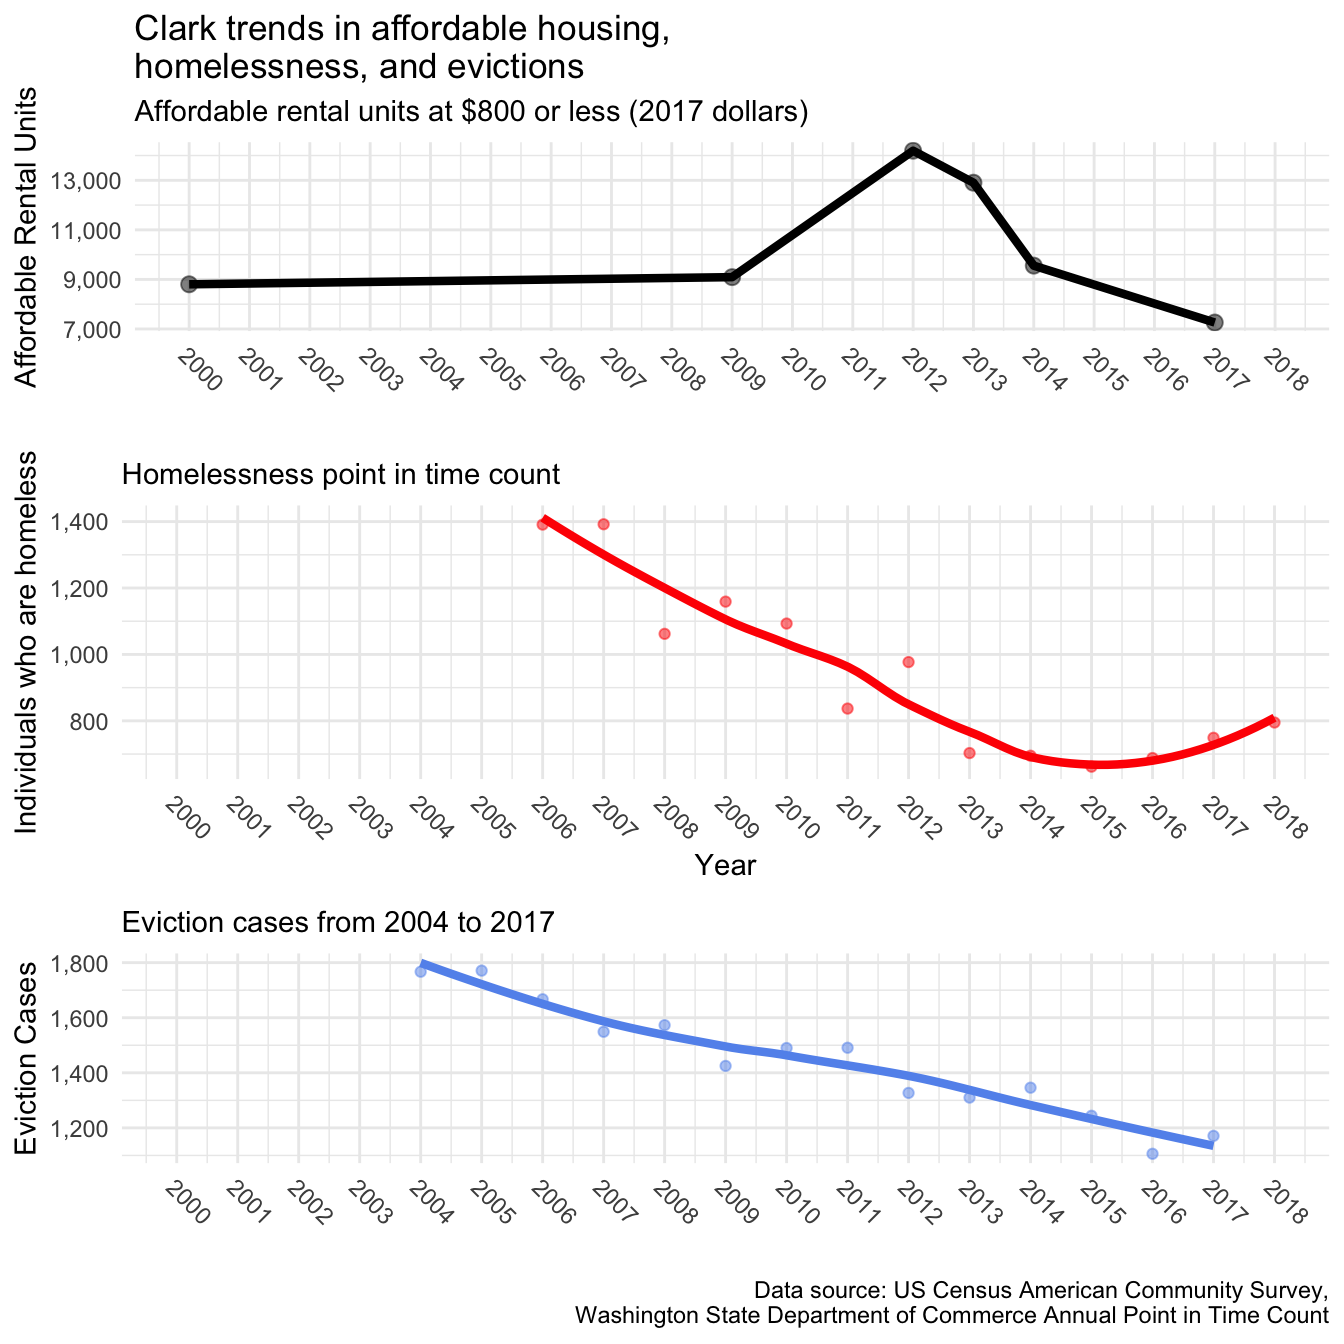 Clark trends in affordable housing,
homelessness, and evictions
Affordable rental units at $800 or less (2017 dollars)
Affordable Rental Units
13,000
11,000
9,000
7,000
2000 2001 2002 2003 2004 2005 2006 2007 2008 2009 2010 2011 2012 2013 2014 2015 2016 2017 2018
Homelessness point in time count
Individuals who are homeless
1,400
1,200
1,000
800
2000 2001 2002 2003 2004 2005 2006 2007 2008 2009 2010 2011 2012 2013 2014 2015 2016 2017 2018
Year
Eviction cases from 2004 to 2017
Eviction Cases
1,800
1,600
1,400
1,200
2000 2001 2002 2003 2004 2005 2006 2007 2008 2009 2010 2011 2012 2013 2014 2015 2016 2017 2018
Data source: US Census American Community Survey,
Washington State Department of Commerce Annual Point in Time Count